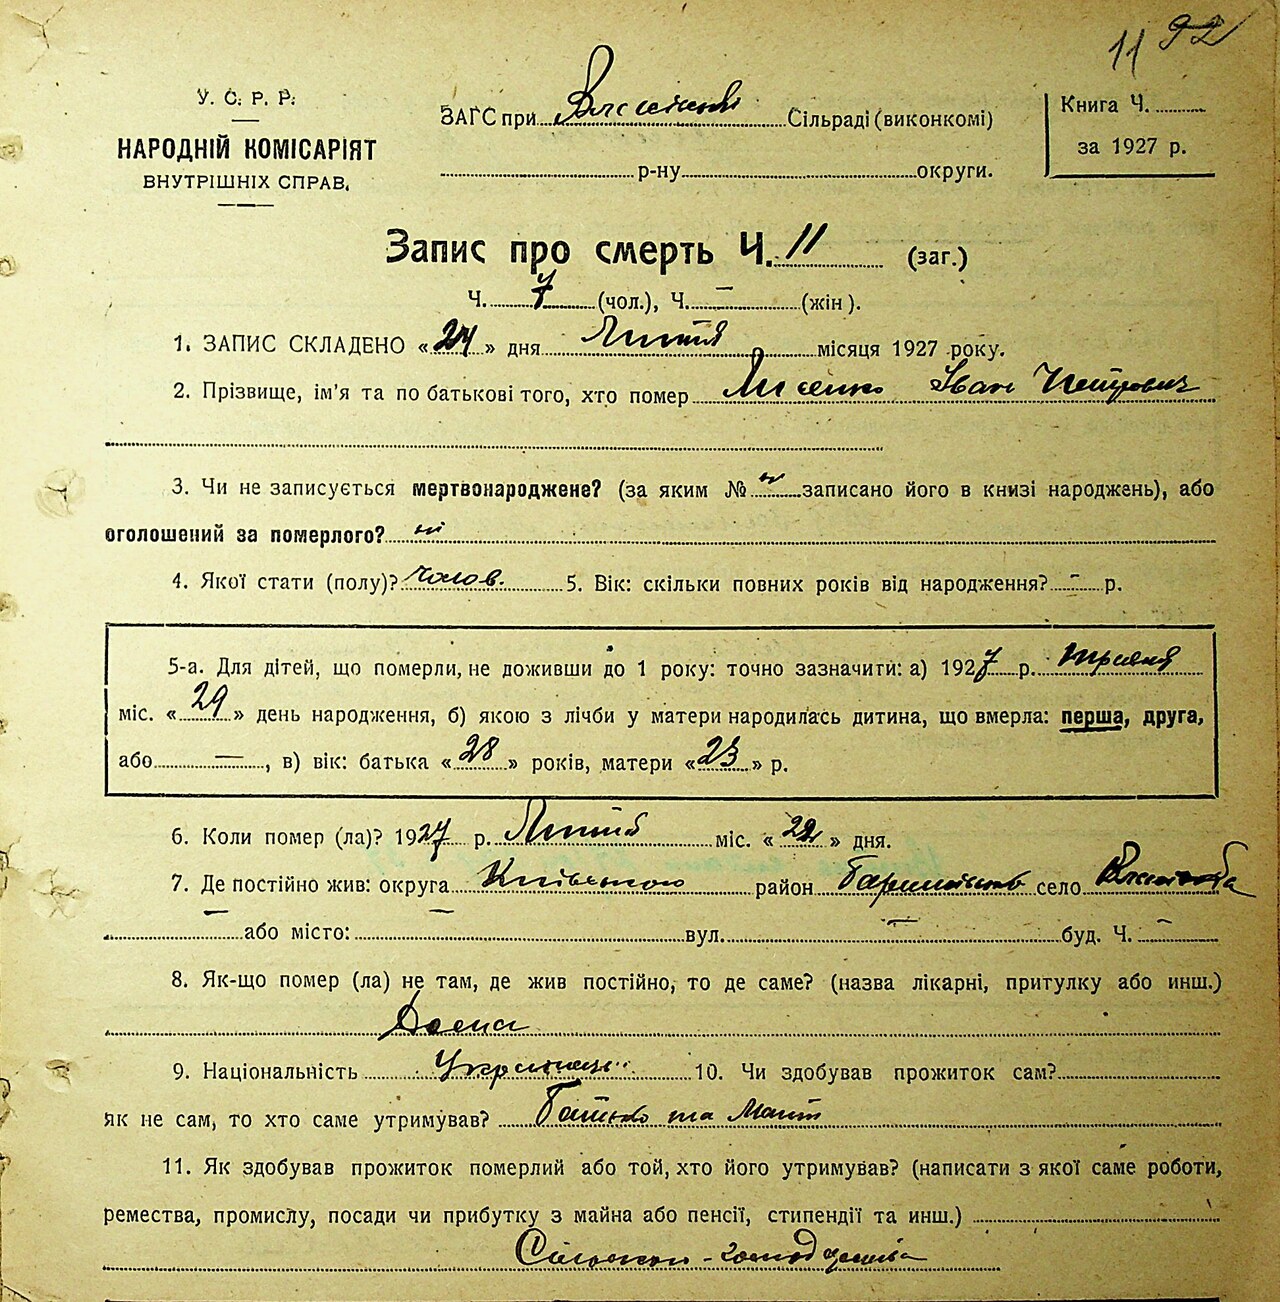 11 92
У. С. Р. Р.
НАРОДНІЙ КОМІСАРІЯТ
ВНУТРІШНІХ СПРАВ.
ЗАГС при Сільраді (виконкомі)
р-ну округи.
Книга Ч.
за 1927 р.
Запис про смерть Ч. 11 (заг.)
Ч. 7 (чол.), Ч. – (жін).
1. ЗАПИС СКЛАДЕНО «24» дня місяця 1927 року.
2. Прізвище, ім'я та по батькові того, хто помер Лисенко Іван Петрович
3. Чи не записується мертвонароджене? (за яким № записано його в книзі народжень), або
оголошений за померлого? ні
4. Якої стати (полу)? чолов. 5. Вік: скільки повних років від народження? – р.
5-а. Для дітей, що померли, не доживши до 1 року: точно зазначити: а) 1927 р. травня
міс. «29» день народження, б) якою з лічби у матери народилась дитина, що вмерла: перша, друга,
або —, в) вік: батька «28» років, матери «23» р.
6. Коли помер (ла)? 1927 р. міс. «22» дня.
7. Де постійно жив: округа Київською район село
— або місто: — вул. — буд. Ч. –
8. Як-що помер (ла) не там, де жив постійно, то де саме? (назва лікарні, притулку або инш.)
Дома
9. Національність 10. Чи здобував прожиток сам?
як не сам, то хто саме утримував? Батько та Мати
11. Як здобував прожиток померлий або той, хто його утримував? (написати з якої саме роботи,
ремества, промислу, посади чи прибутку з майна або пенсії, стипендії та инш.)